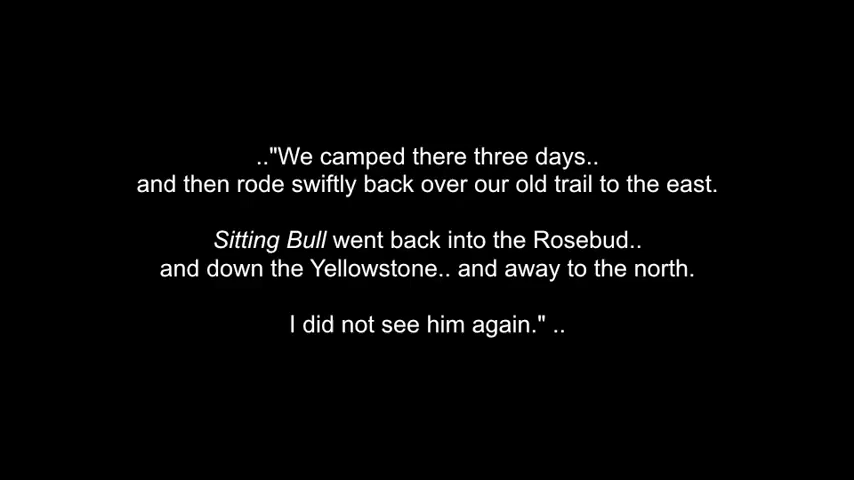 .."We camped there three days..
and then rode swiftly back over our old trail to the east.
Sitting Bull went back into the Rosebud..
and down the Yellowstone.. and away to the north.
I did not see him again." ..